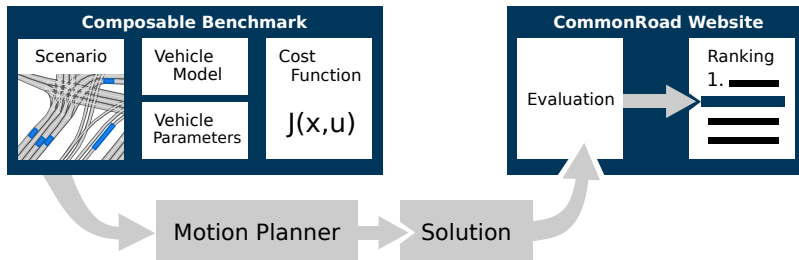 Composable Benchmark
Scenario
Vehicle
Model
Vehicle
Parameters
Cost
Function
J(x,u)
CommonRoad Website
Evaluation
Ranking
1.
Motion Planner
Solution